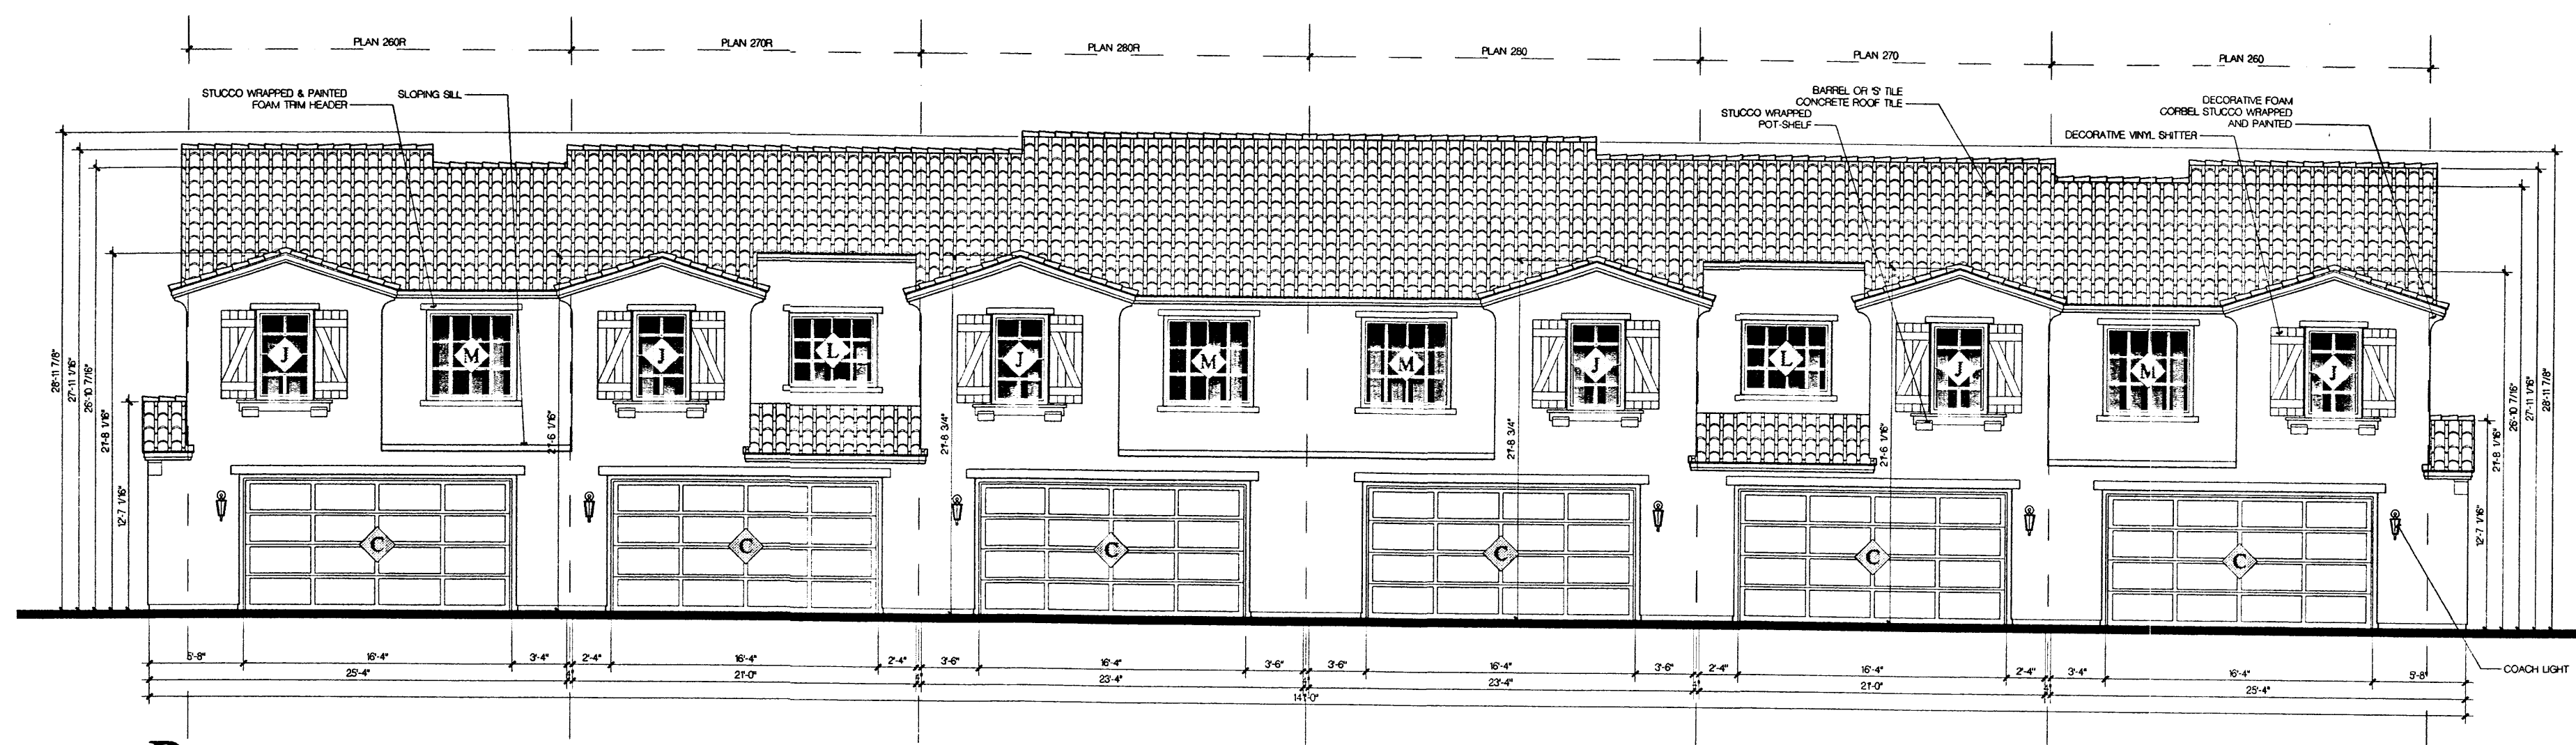 PLAN 260R
PLAN 270R
PLAN 280R
PLAN 280
PLAN 270
PLAN 260
STUCCO WRAPPED & PAINTED
FOAM TRIM HEADER
SLOPING SILL
BARREL OR 'S' TILE
CONCRETE ROOF TILE
STUCCO WRAPPED
POT-SHELF
DECORATIVE FOAM
CORBEL STUCCO WRAPPED
AND PAINTED
DECORATIVE VINYL SHTTER
28'-11 7/8"
27'-11 1/16"
26'-10 7/16"
21'-8 1/16"
12'-7 1/16"
J
M
21'-6 1/16"
J
L
21'-8 3/4"
J
M
M
21'-8 3/4"
J
L
21'-6 1/16"
J
M
J
12'-7 1/16"
21'-8 1/16"
26'-10 7/16"
27'-11 1/16"
28'-11 7/8"
C
C
C
C
C
C
5'-8"
16'-4"
3'-4"
2'-4"
16'-4"
2'-4"
3'-6"
16'-4"
3'-6"
3'-6"
16'-4"
3'-6"
2'-4"
16'-4"
2'-4"
3'-4"
16'-4"
5'-8"
COACH LIGHT
25'-4"
21'-0"
23'-4"
23'-4"
21'-0"
25'-4"
141'-0"